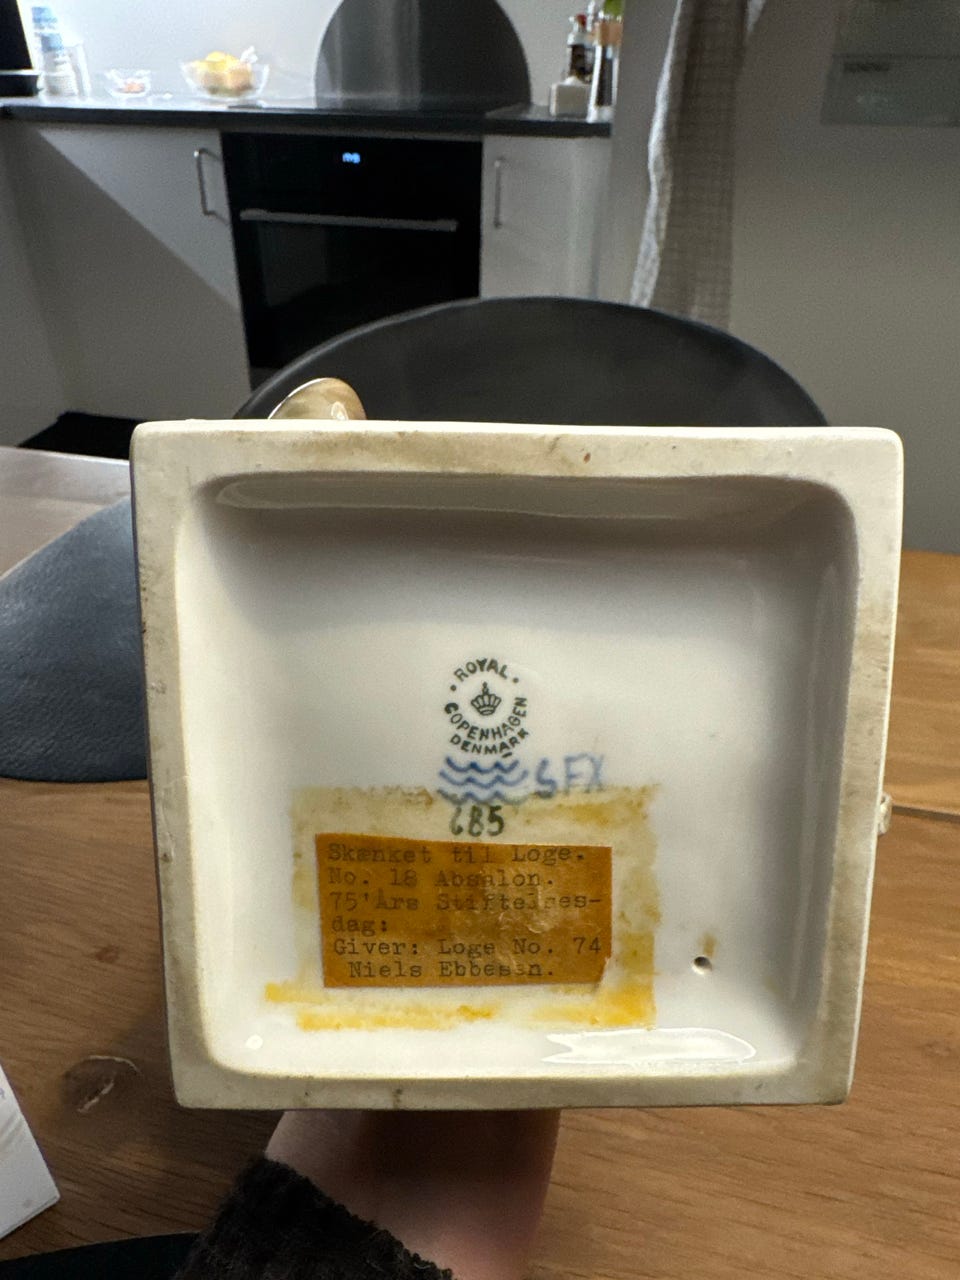 ROYAL
COPENHAGEN
DENMARK
SFX
685
Skænket til Loge.
No. 18 Absalon.
75'Års Stiftelses-
dag:
Giver: Loge No. 74
Niels Ebbesen.